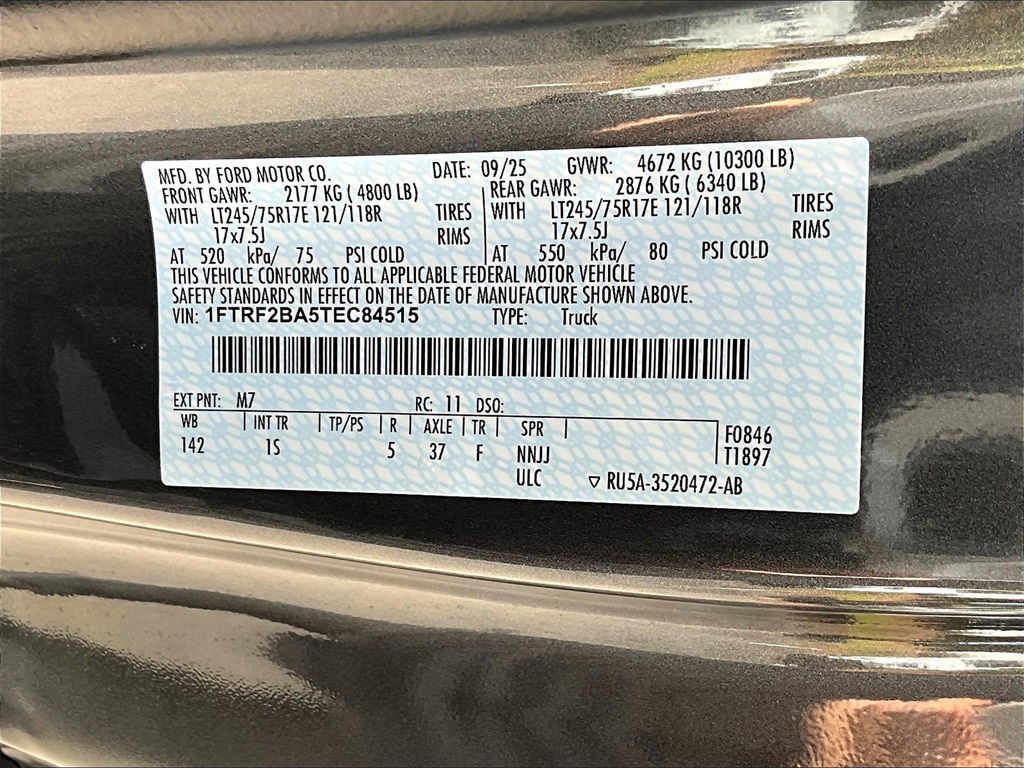 MFD. BY FORD MOTOR CO. DATE: 09/25 GVWR: 4672 KG (10300 LB)
FRONT GAWR: 2177 KG ( 4800 LB) REAR GAWR: 2876 KG ( 6340 LB)
WITH LT245/75R17E 121/118R TIRES WITH LT245/75R17E 121/118R TIRES
17x7.5J RIMS 17x7.5J RIMS
AT 520 kPa/ 75 PSI COLD AT 550 kPa/ 80 PSI COLD
THIS VEHICLE CONFORMS TO ALL APPLICABLE FEDERAL MOTOR VEHICLE
SAFETY STANDARDS IN EFFECT ON THE DATE OF MANUFACTURE SHOWN ABOVE.
VIN: 1FTRF2BA5TEC84515 TYPE: Truck
EXT PNT: M7 RC: 11 DSO:
WB INT TR TP/PS R AXLE TR SPR F0846
142 1S 5 37 F NNJJ T1897
ULC RU5A-3520472-AB